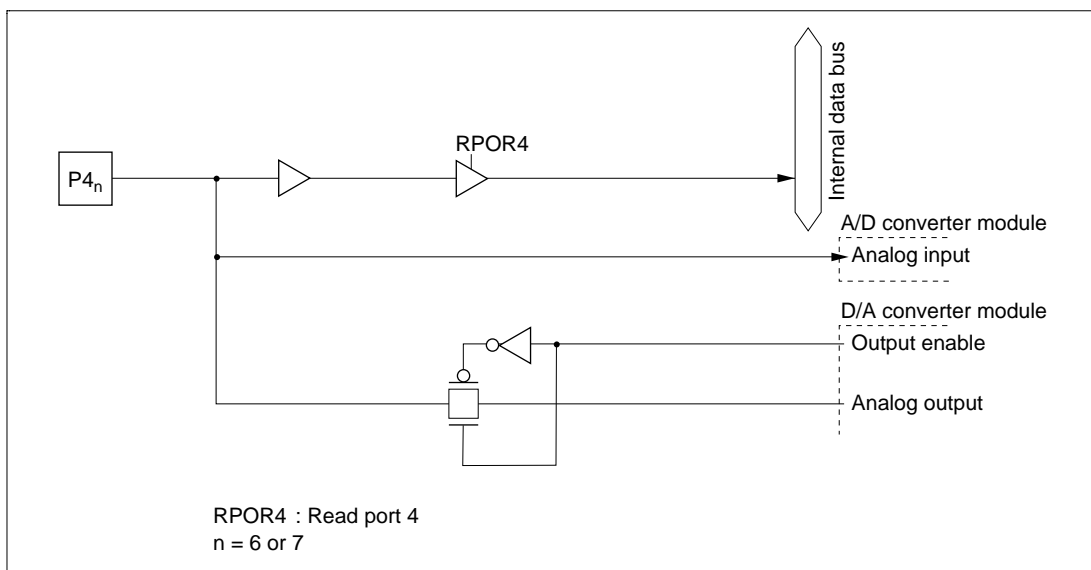 RPOR4
P4n
Internal data bus
A/D converter module
Analog input
D/A converter module
Output enable
Analog output
RPOR4 : Read port 4
n = 6 or 7